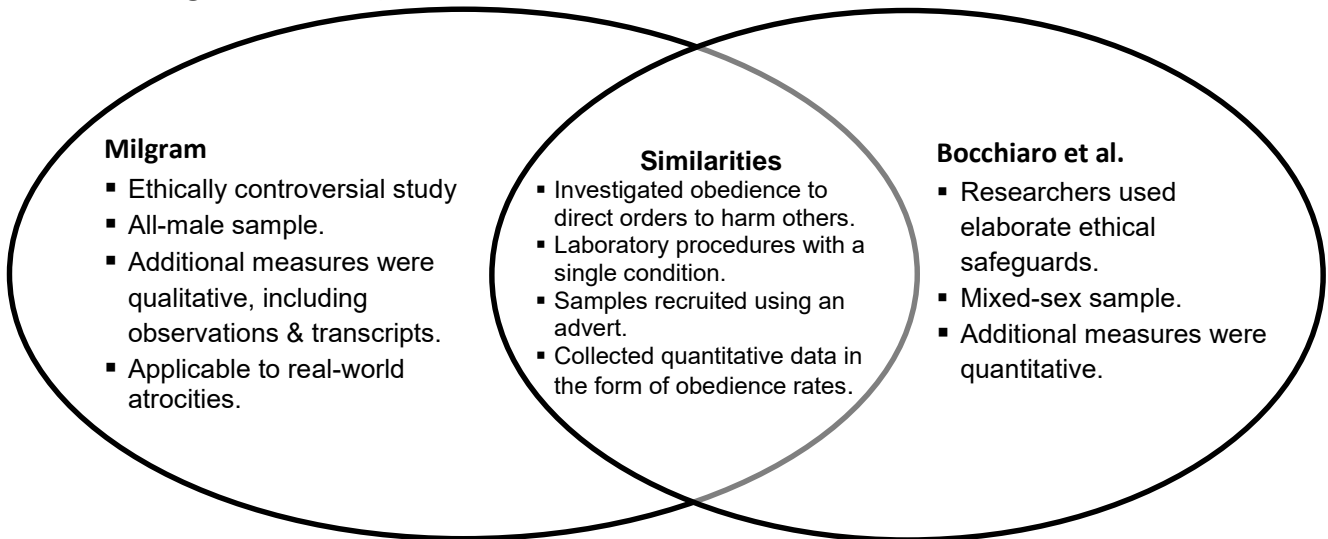 Milgram
▪ Ethically controversial study
▪ All-male sample.
▪ Additional measures were
qualitative, including
observations & transcripts.
▪ Applicable to real-world
atrocities.
Similarities
▪ Investigated obedience to
direct orders to harm others.
▪ Laboratory procedures with a
single condition.
▪ Samples recruited using an
advert.
▪ Collected quantitative data in
the form of obedience rates.
Bocchiaro et al.
▪ Researchers used
elaborate ethical
safeguards.
▪ Mixed-sex sample.
▪ Additional measures were
quantitative.